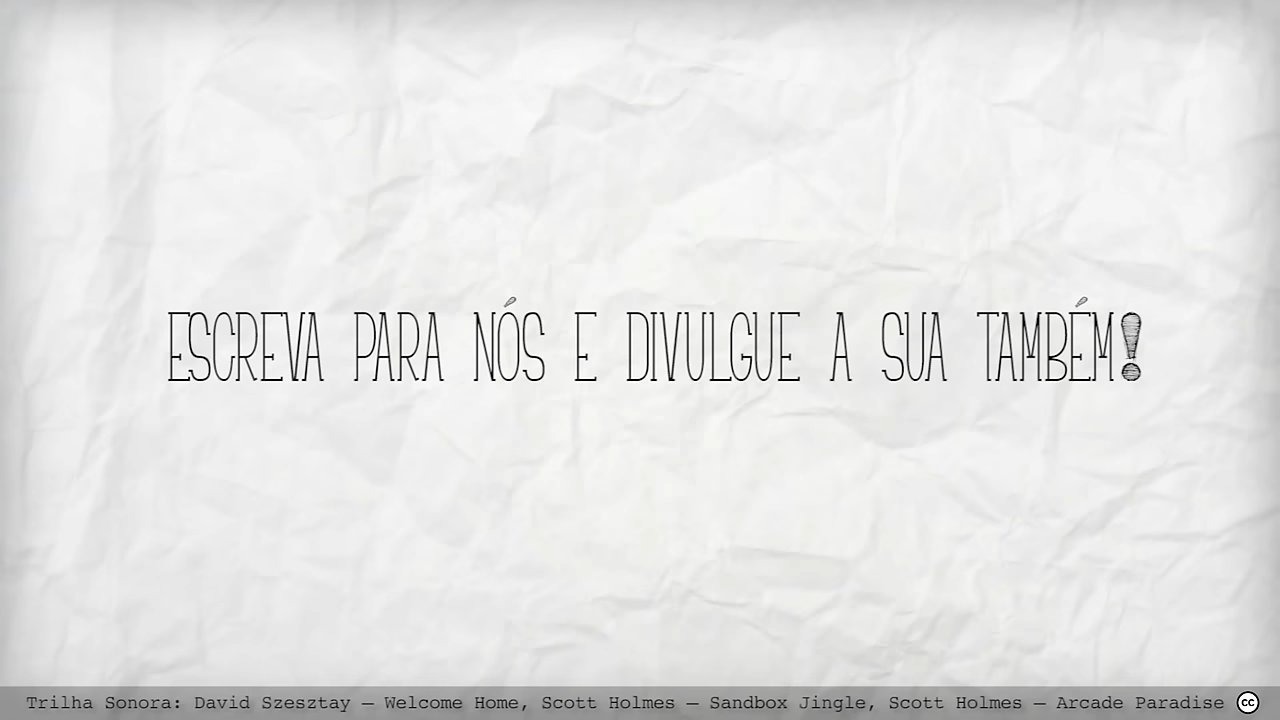 ESCREVA PARA NÓS E DIVULGUE A SUA TAMBÉM!
Trilha Sonora: David Szesztay — Welcome Home, Scott Holmes — Sandbox Jingle, Scott Holmes — Arcade Paradise cc